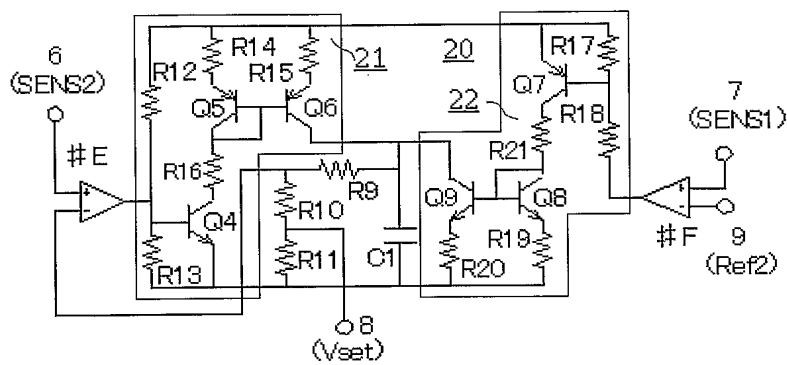 R14
21
20
R17
6
(SENS2)
R12
R15
Q7
Q5
Q6
22
R18
7
(SENS1)
#E
R16
R21
+
-
R9
Q9
Q8
+
-
R10
Q4
#F
9
(Ref2)
R13
R11
C1
R20
R19
8
(Vset)